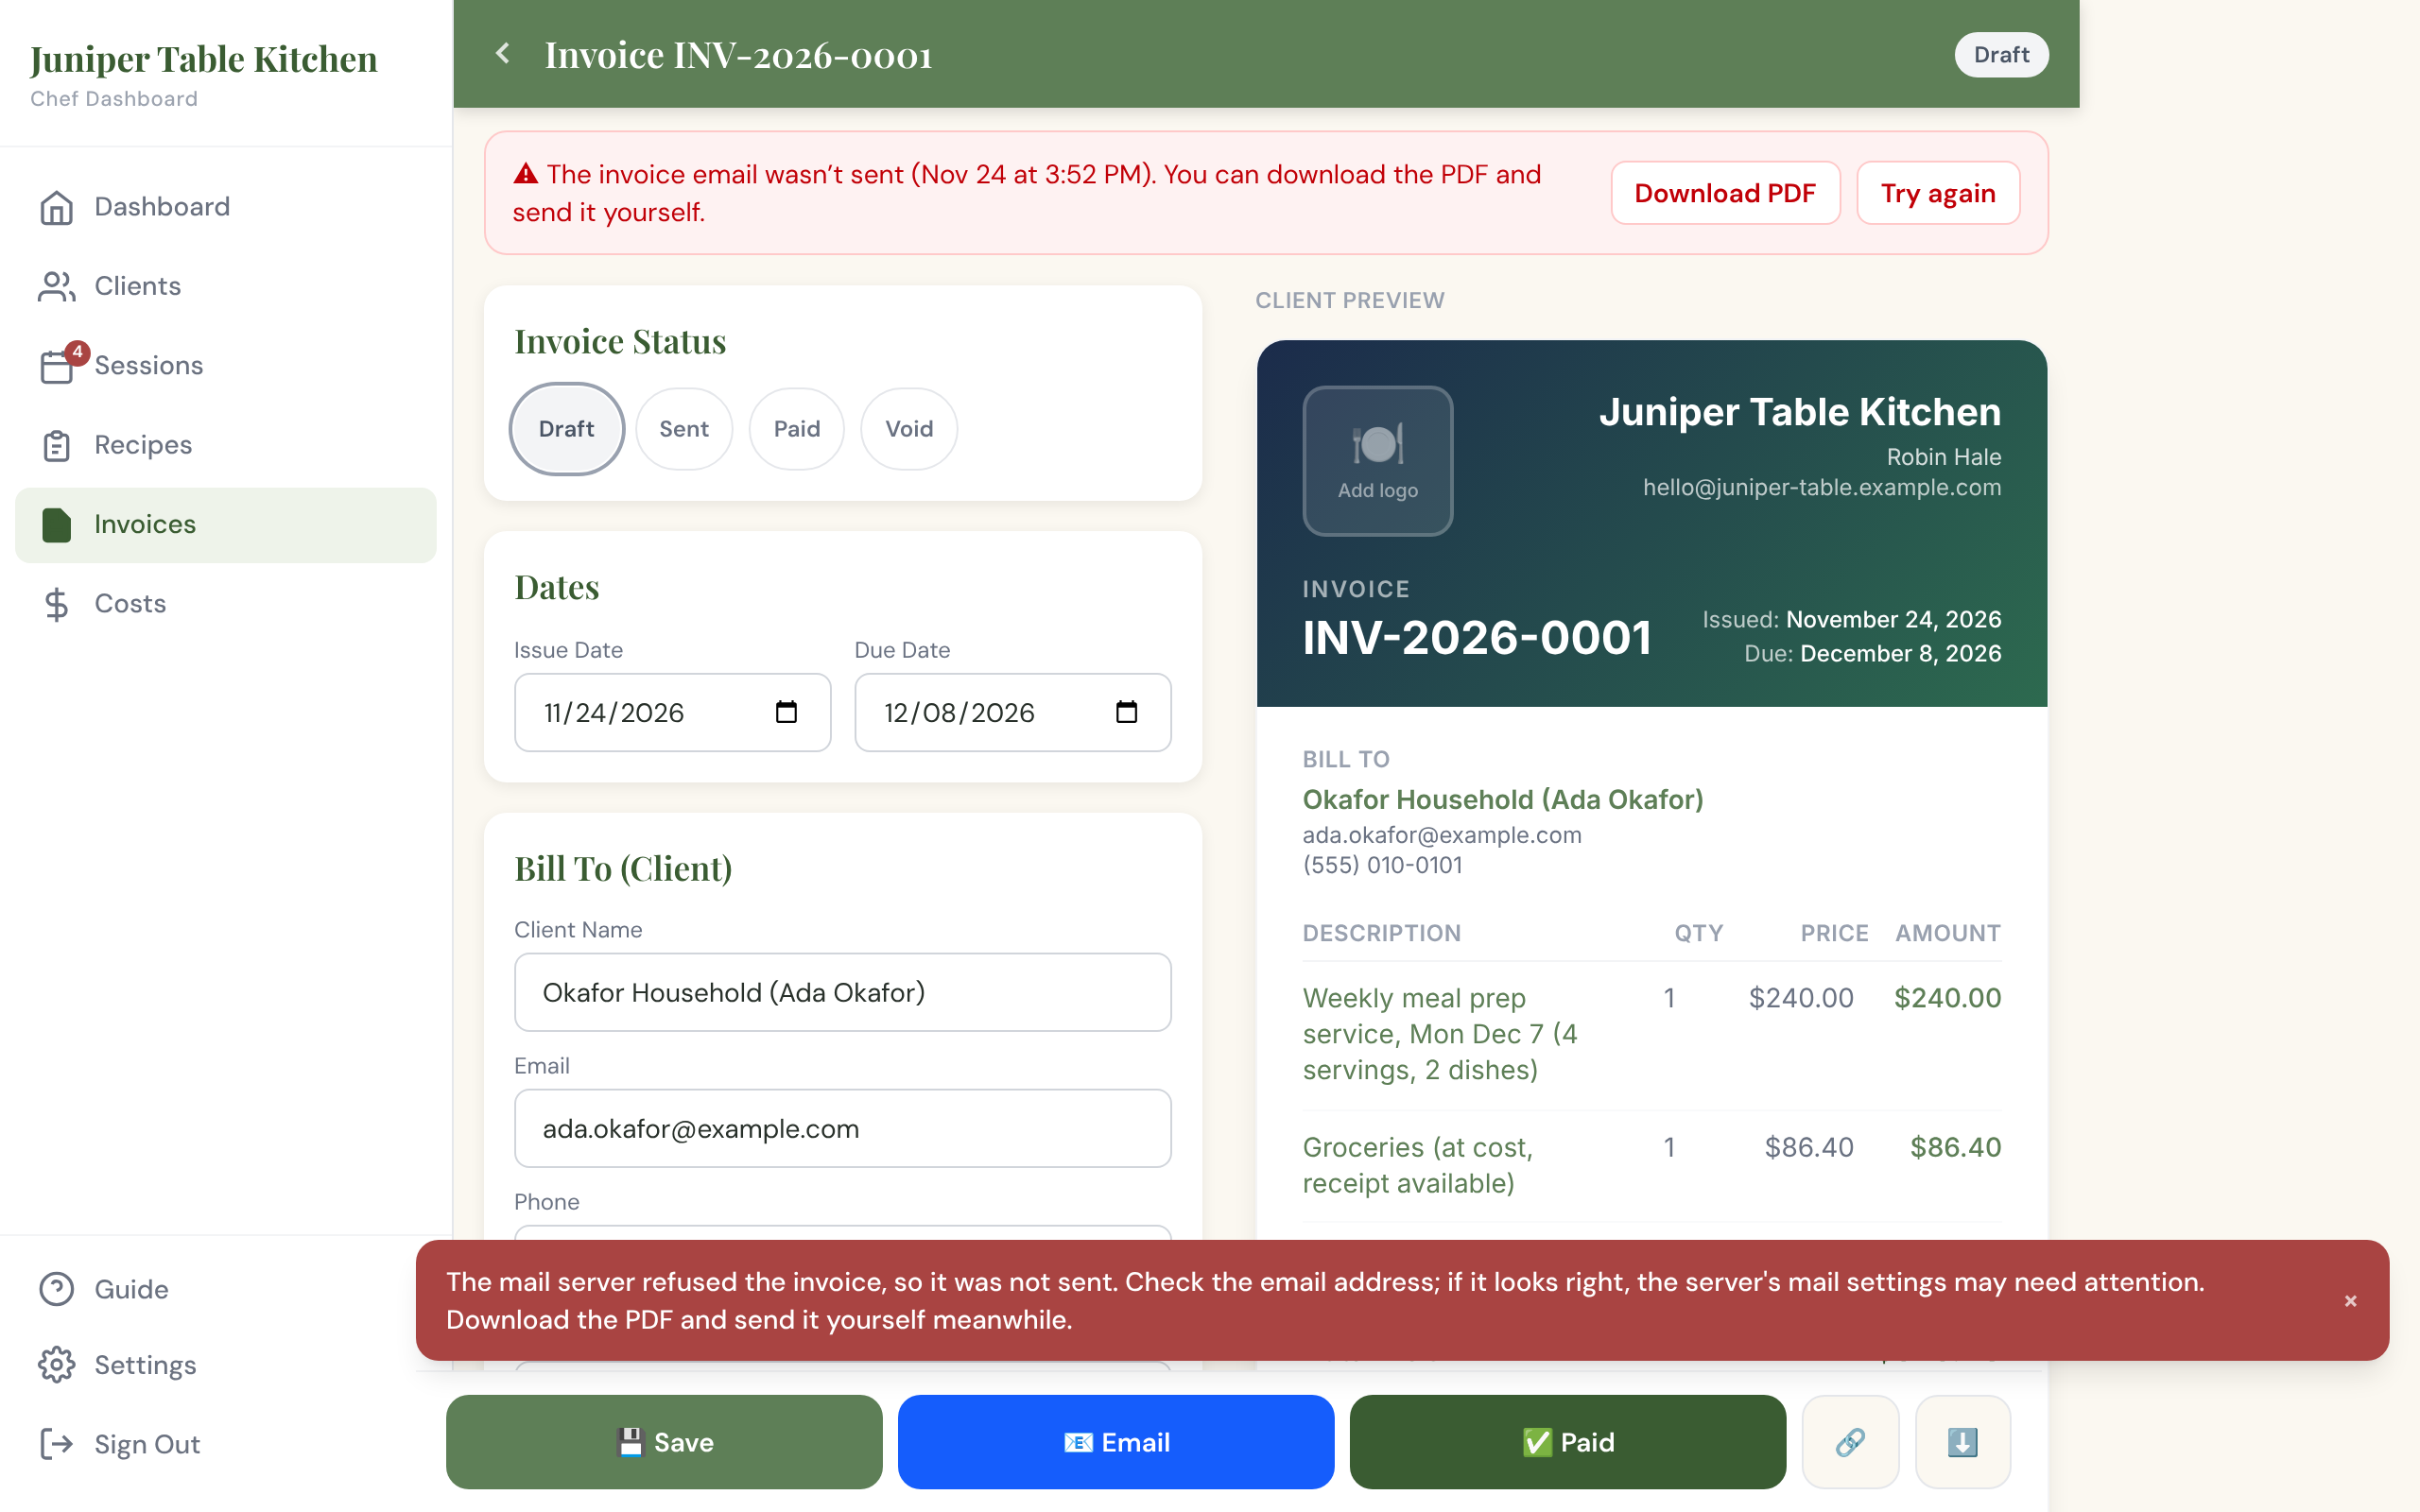 Juniper Table Kitchen
Chef Dashboard
Dashboard
Clients
4
Sessions
Recipes
Invoices
Costs
Guide
Settings
Sign Out
Invoice INV-2026-0001
Draft
⚠ The invoice email wasn’t sent (Nov 24 at 3:52 PM). You can download the PDF and
send it yourself.
Download PDF
Try again
Invoice Status
Draft
Sent
Paid
Void
Dates
Issue Date
Due Date
11/24/2026
12/08/2026
Bill To (Client)
Client Name
Okafor Household (Ada Okafor)
Email
ada.okafor@example.com
Phone
CLIENT PREVIEW
Add logo
Juniper Table Kitchen
Robin Hale
hello@juniper-table.example.com
INVOICE
INV-2026-0001
Issued: November 24, 2026
Due: December 8, 2026
BILL TO
Okafor Household (Ada Okafor)
ada.okafor@example.com
(555) 010-0101
DESCRIPTION QTY PRICE AMOUNT
Weekly meal prep 1 $240.00 $240.00
service, Mon Dec 7 (4
servings, 2 dishes)
Groceries (at cost, 1 $86.40 $86.40
receipt available)
The mail server refused the invoice, so it was not sent. Check the email address; if it looks right, the server's mail settings may need attention.
Download the PDF and send it yourself meanwhile.
×
Save
Email
Paid